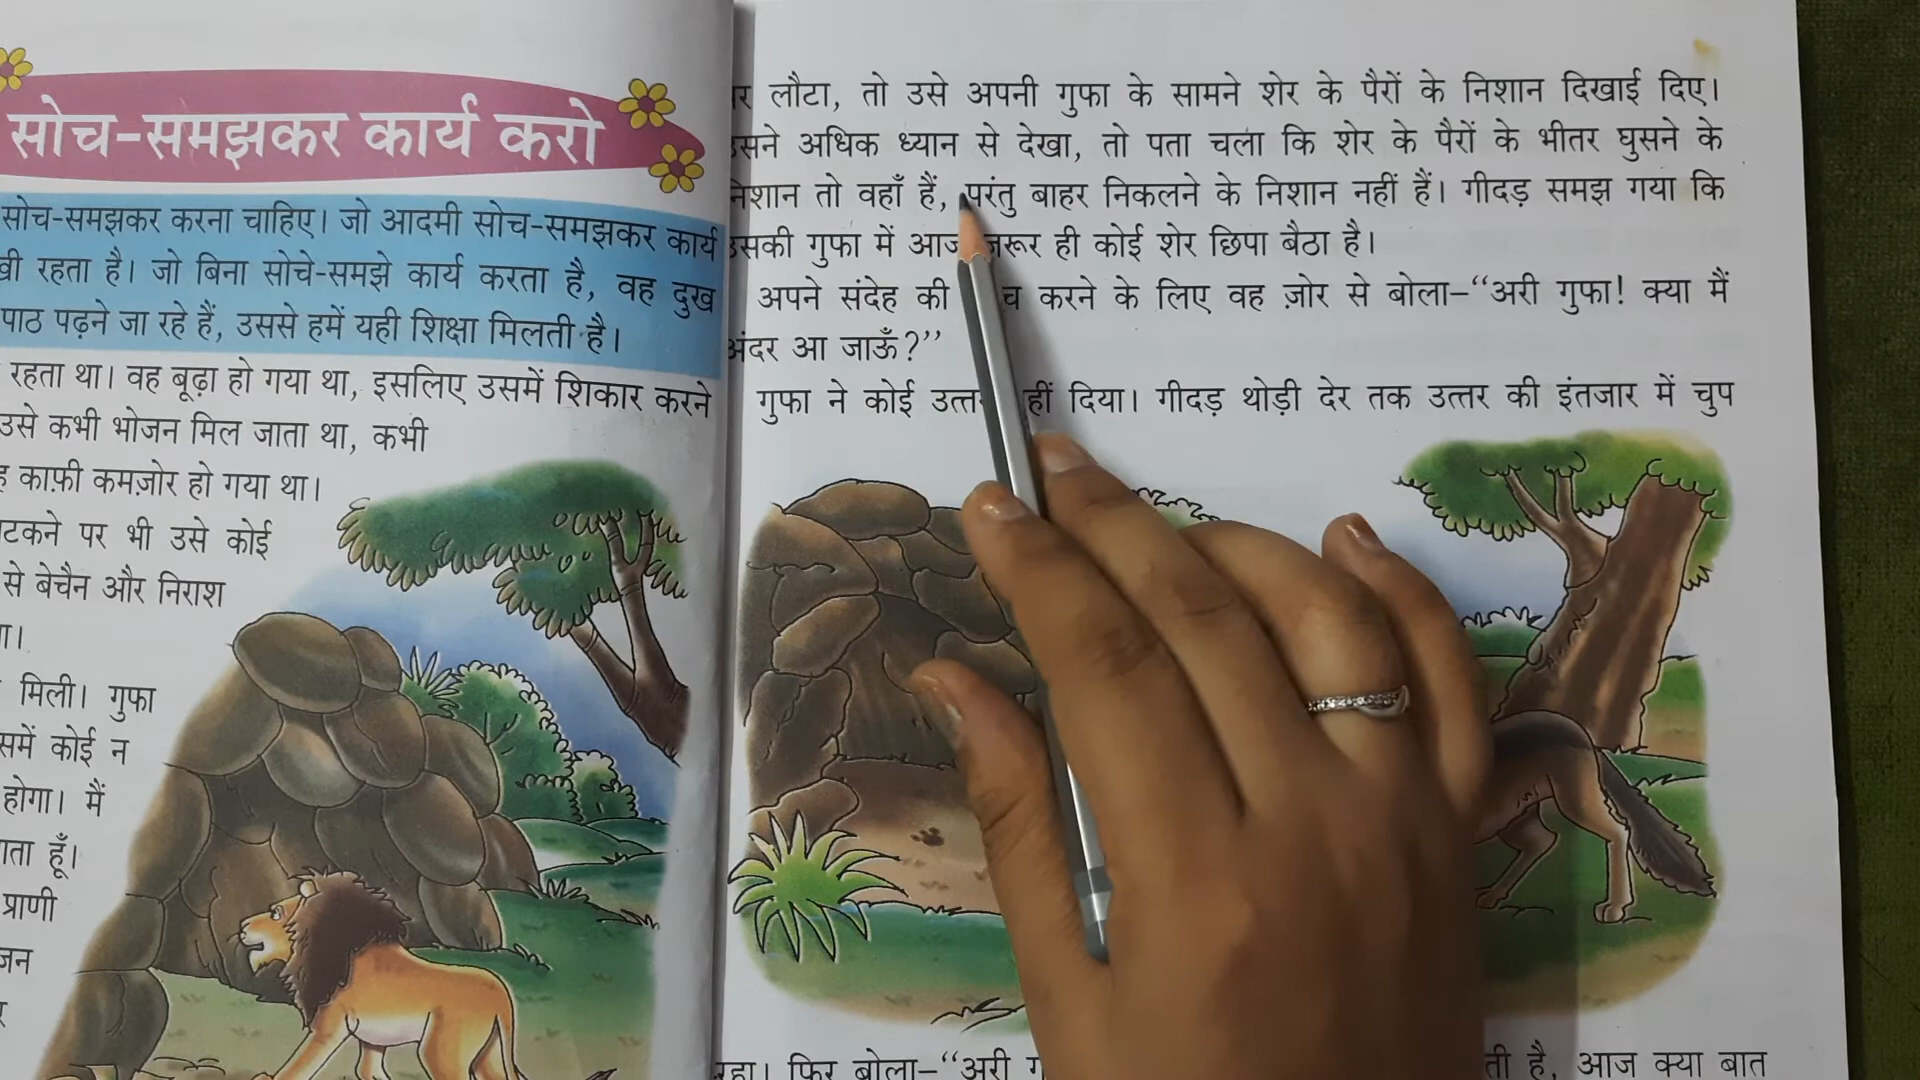 सोच-समझकर कार्य करो
सोच-समझकर करना चाहिए। जो आदमी सोच-समझकर कार्य
रहता है। जो बिना सोचे-समझे कार्य करता है, वह दुख
पाठ पढ़ने जा रहे हैं, उससे हमें यही शिक्षा मिलती है।
रहता था। वह बूढ़ा हो गया था, इसलिए उसमें शिकार करने
उसे कभी भोजन मिल जाता था, कभी
काफ़ी कमज़ोर हो गया था।
पर भी उसे कोई
से बेचैन और निराश
मिली। गुफा
कोई न
होगा। मैं
हूँ।
प्राणी
लौटा, तो उसे अपनी गुफा के सामने शेर के पैरों के निशान दिखाई दिए।
उसने अधिक ध्यान से देखा, तो पता चला कि शेर के पैरों के भीतर घुसने के
निशान तो वहाँ हैं, परंतु बाहर निकलने के निशान नहीं हैं। गीदड़ समझ गया कि
उसकी गुफा में आज ज़रूर ही कोई शेर छिपा बैठा है।
अपने संदेह की करने के लिए वह ज़ोर से बोला–“अरी गुफा! क्या मैं
अंदर आ जाऊँ?”
गुफा ने कोई उत्तर नहीं दिया। गीदड़ थोड़ी देर तक उत्तर की इंतजार में चुप
रहा। फिर बोला–“अरी है, आज क्या बात